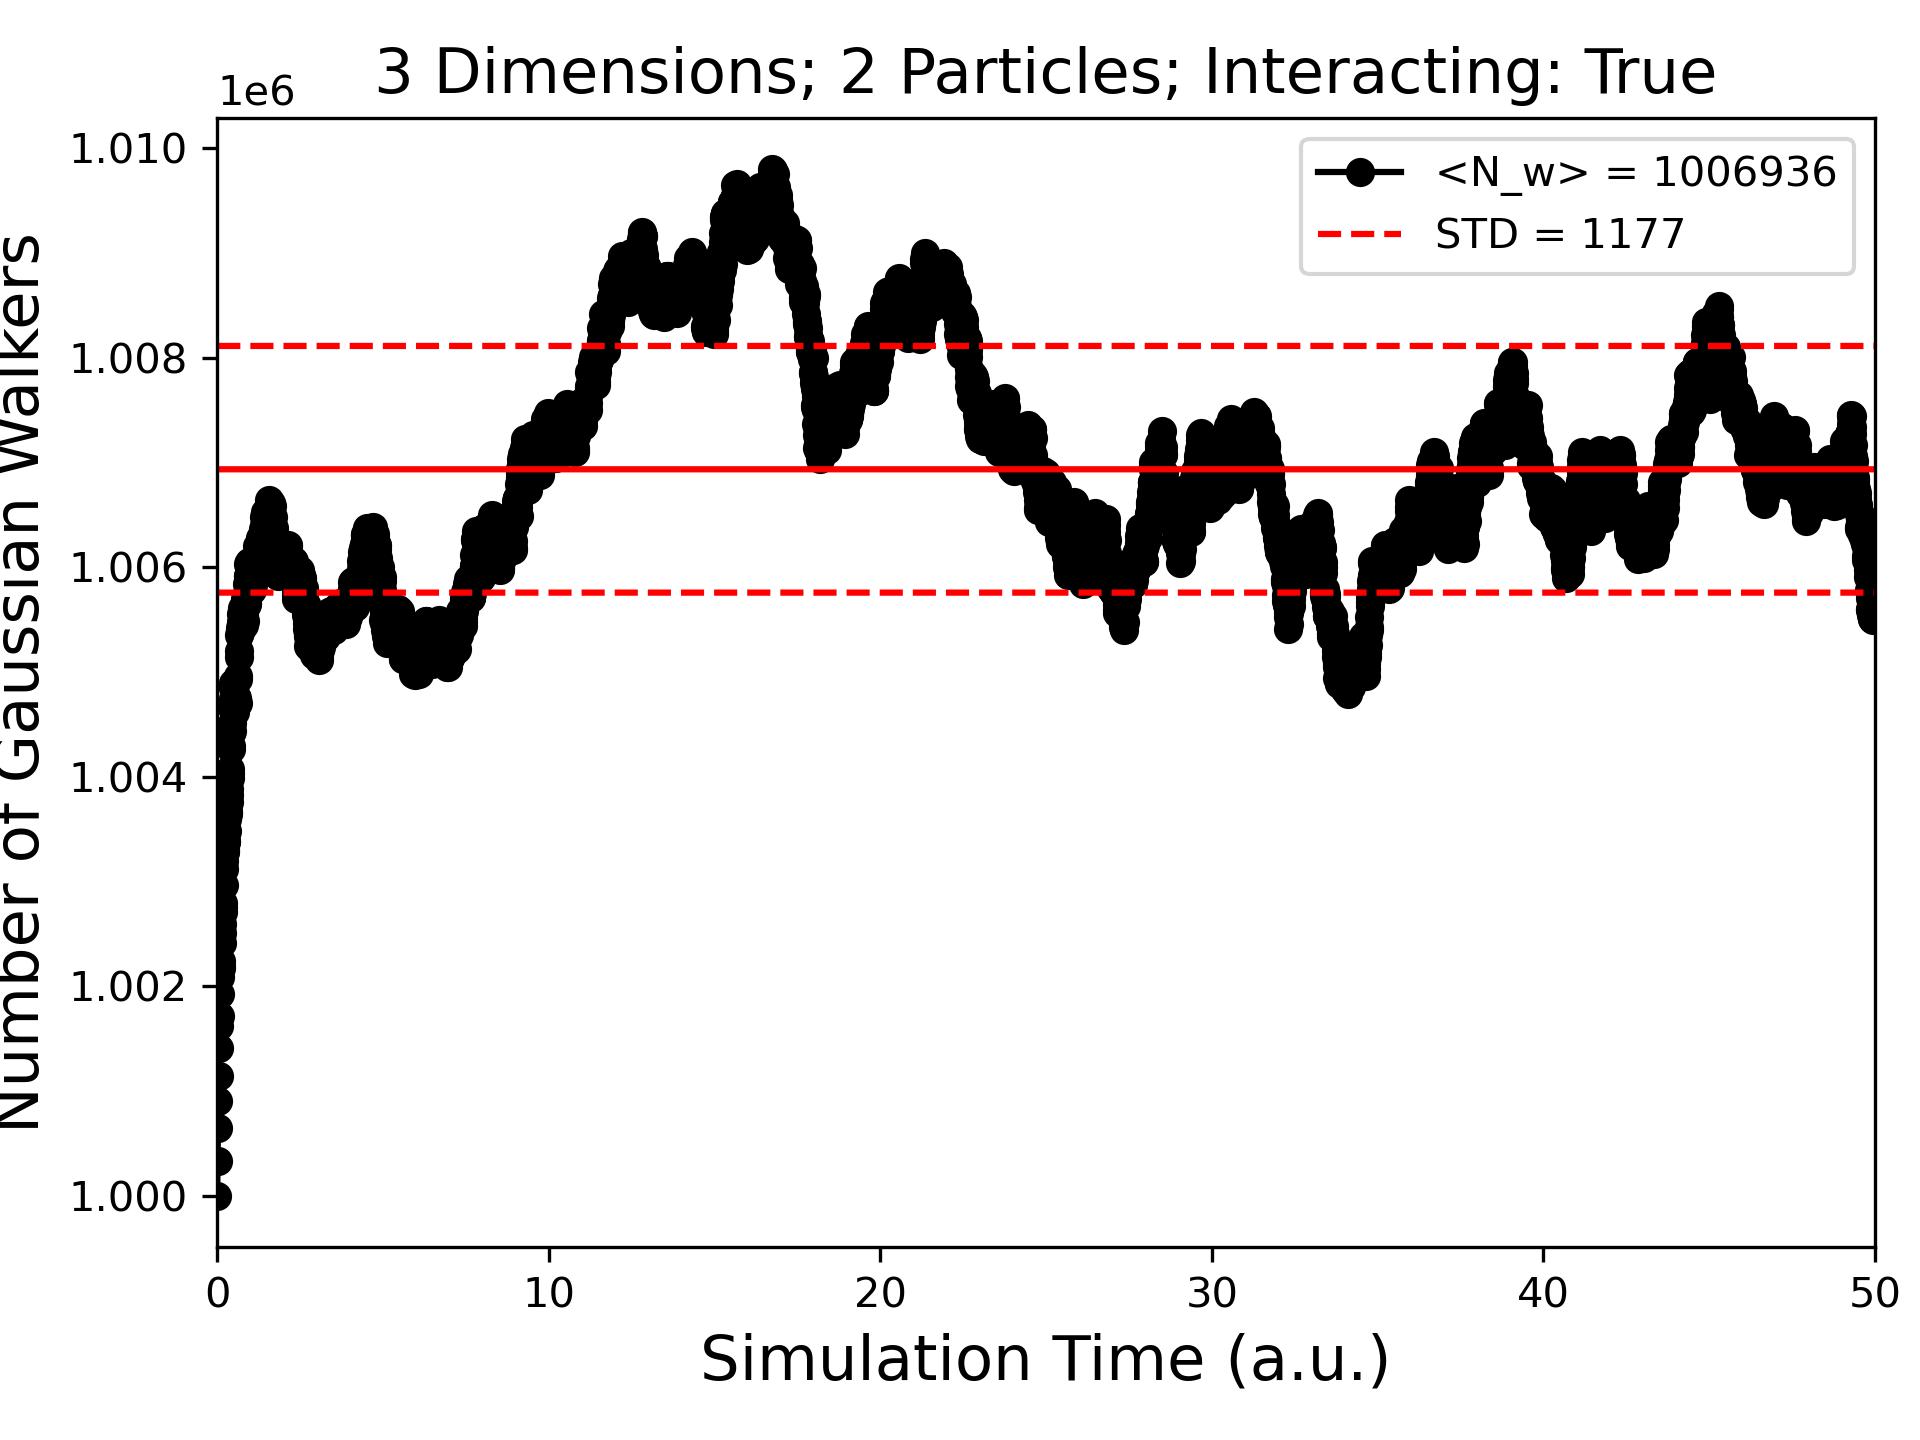 3 Dimensions; 2 Particles; Interacting: True
1e6
<N_w> = 1006936
STD = 1177
1.010
1.008
1.006
1.004
1.002
1.000
Number of Gaussian Walkers
0 10 20 30 40 50
Simulation Time (a.u.)